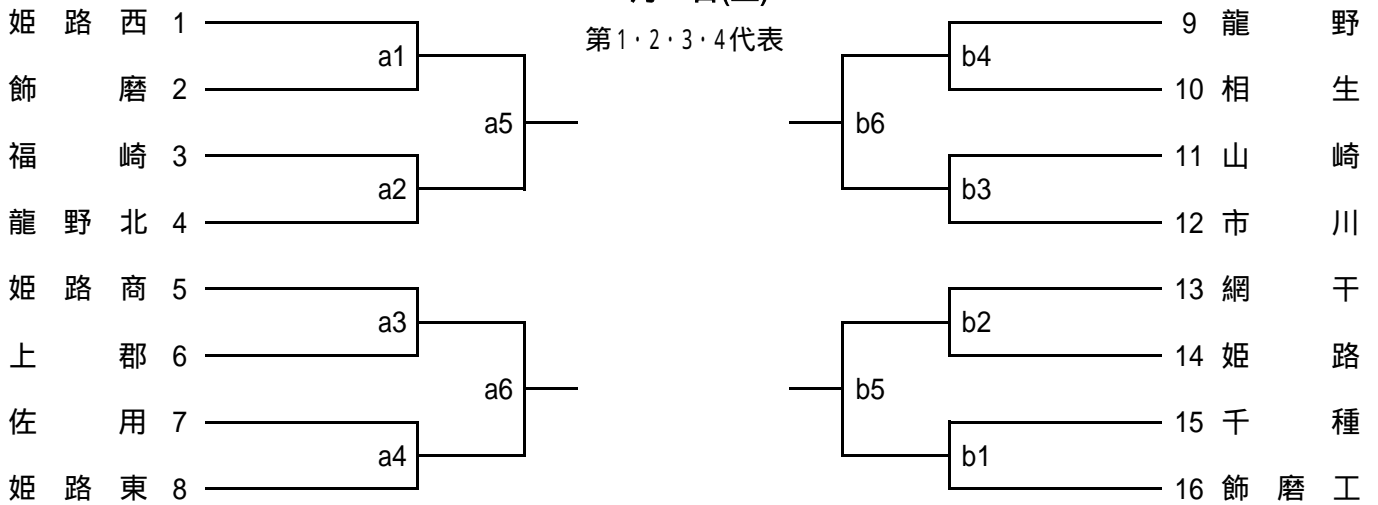 第1・2・3・4代表
姫路西 1
a1
飾磨 2
a5
福崎 3
a2
龍野北 4
姫路商 5
a3
上郡 6
a6
佐用 7
a4
姫路東 8
9 龍野
b4
10 相生
b6
11 山崎
b3
12 市川
13 網干
b2
14 姫路
b5
15 千種
b1
16 飾磨工